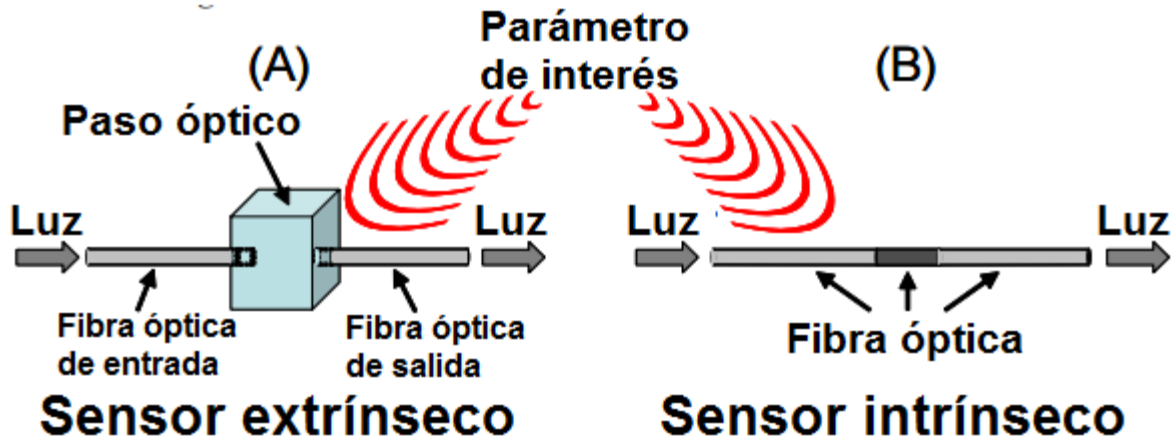 Parámetro
de interés
(A)
Paso óptico
Luz
Luz
Fibra óptica
de entrada
Fibra óptica
de salida
Sensor extrínseco
(B)
Luz
Luz
Fibra óptica
Sensor intrínseco